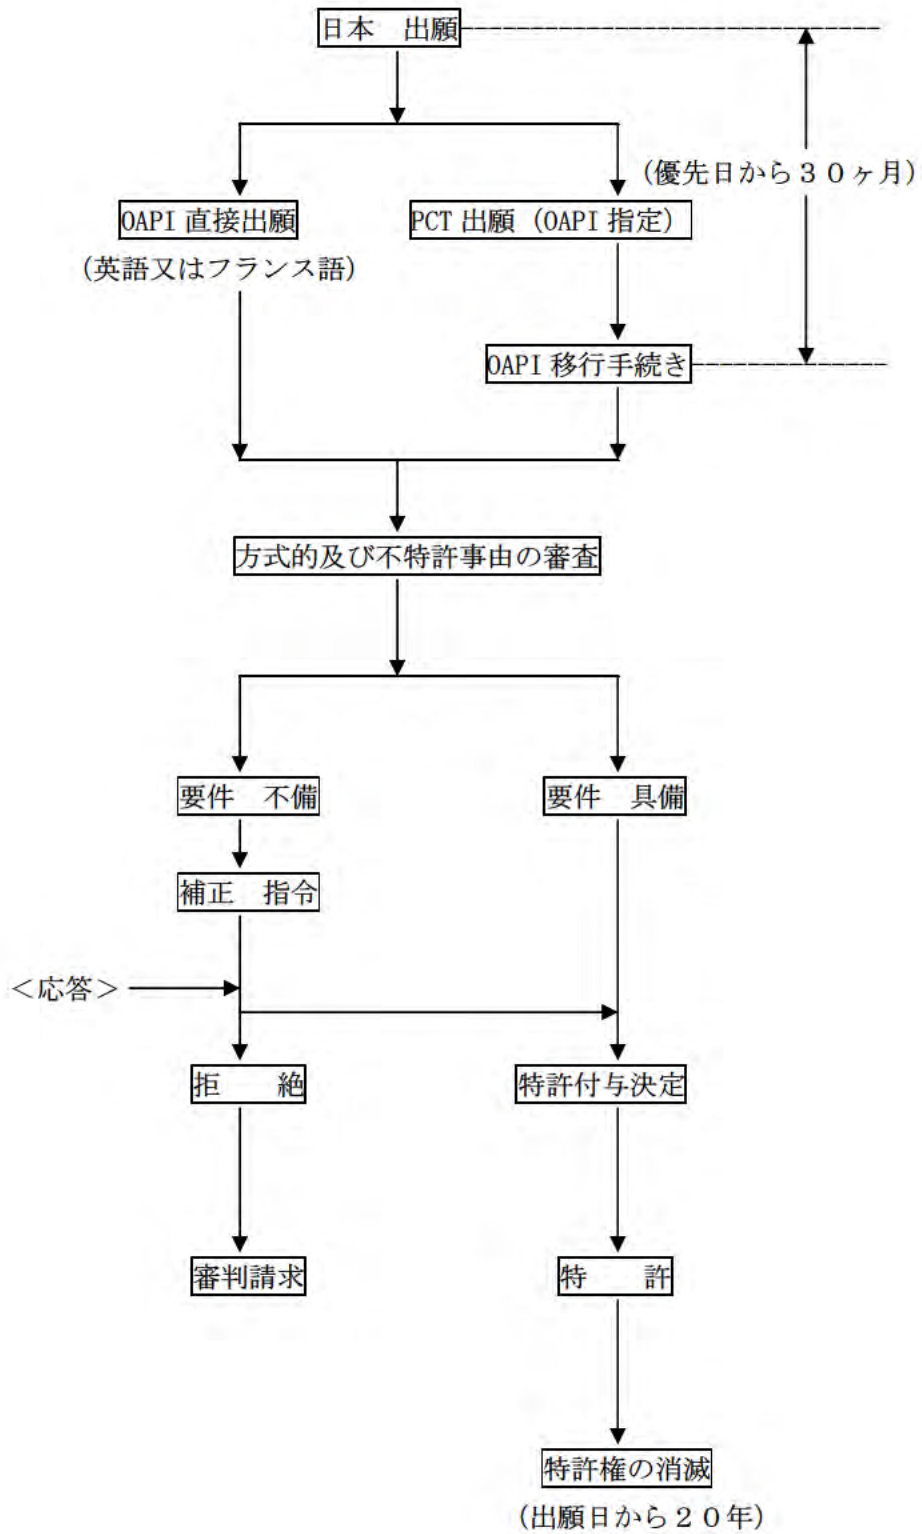 日本　出願
(優先日から３０ヶ月)
OAPI 直接出願
PCT 出願（OAPI 指定）
(英語又はフランス語)
OAPI 移行手続き
方式的及び不特許事由の審査
要件　不備
要件　具備
補正　指令
＜応答＞
拒　　絶
特許付与決定
審判請求
特　　許
特許権の消滅
(出願日から２０年)